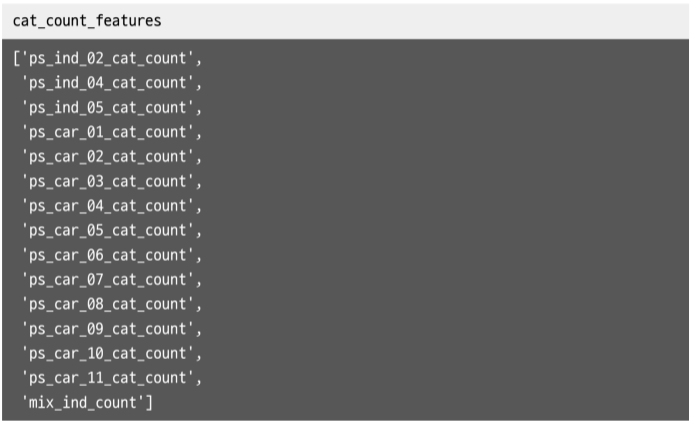 cat_count_features
['ps_ind_02_cat_count',
'ps_ind_04_cat_count',
'ps_ind_05_cat_count',
'ps_car_01_cat_count',
'ps_car_02_cat_count',
'ps_car_03_cat_count',
'ps_car_04_cat_count',
'ps_car_05_cat_count',
'ps_car_06_cat_count',
'ps_car_07_cat_count',
'ps_car_08_cat_count',
'ps_car_09_cat_count',
'ps_car_10_cat_count',
'ps_car_11_cat_count',
'mix_ind_count']